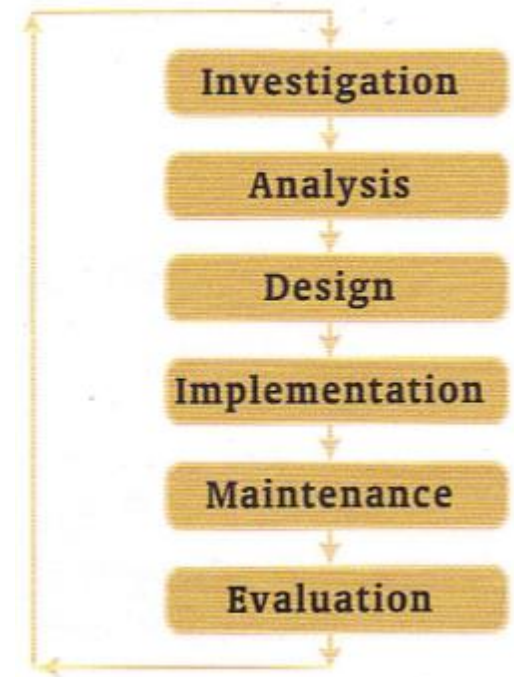 Investigation
Analysis
Design
Implementation
Maintenance
Evaluation